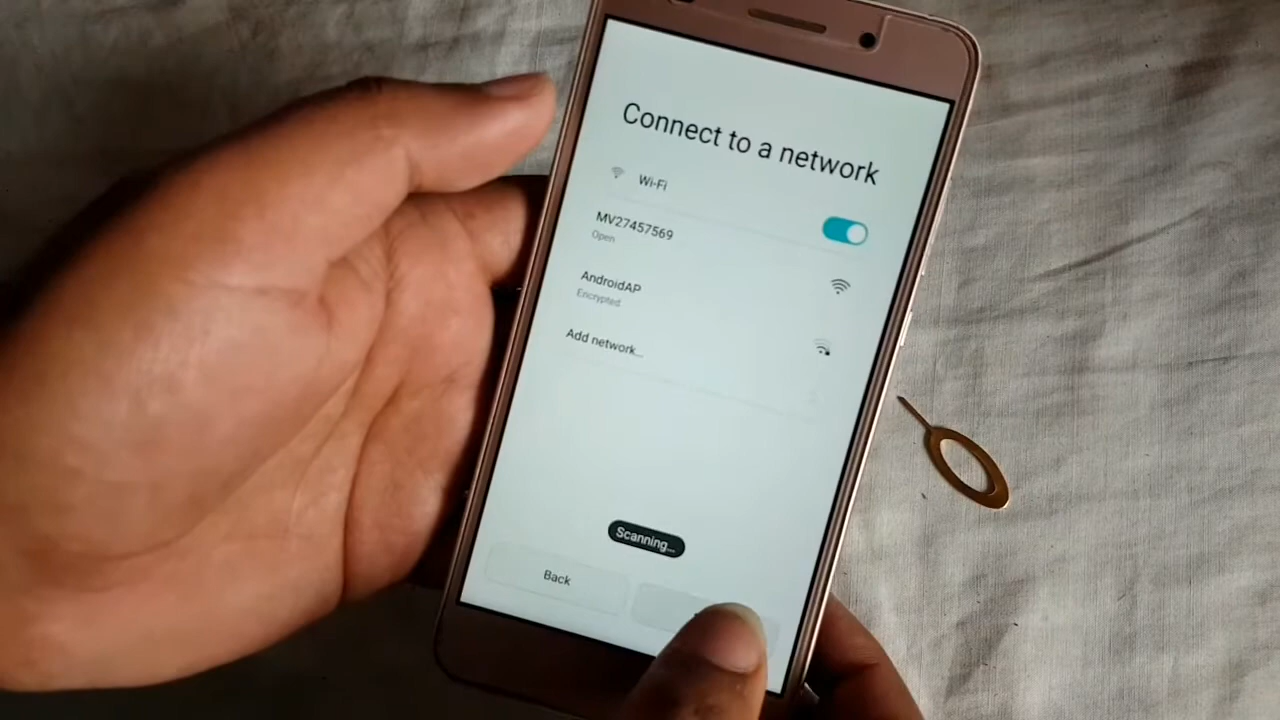 Connect to a network
Wi-Fi
MV27457569
Open
AndroidAP
Encrypted
Add network...
Scanning...
Back